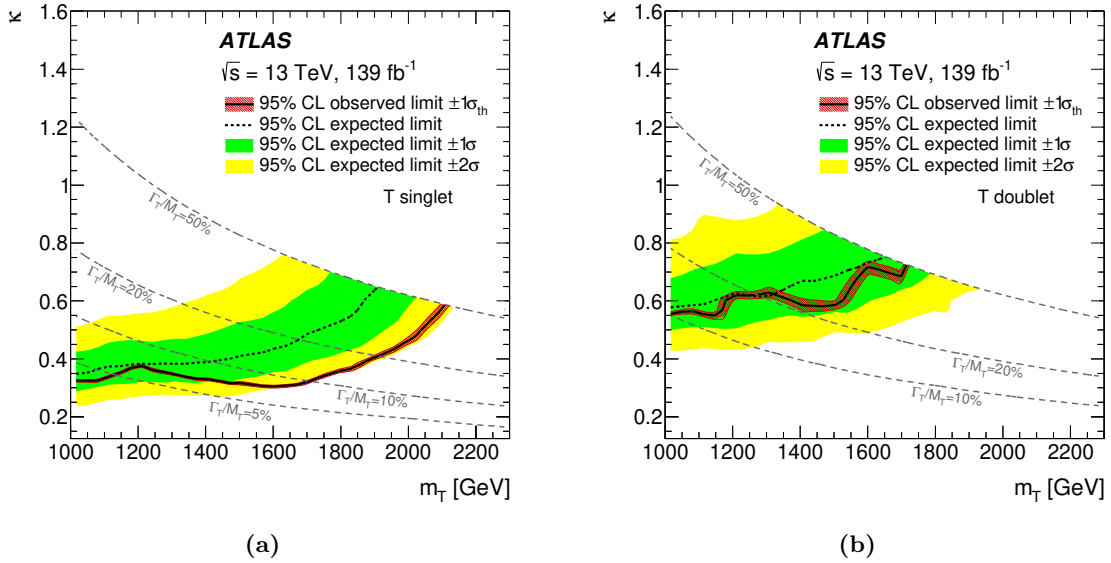 κ
1.6
1.4
1.2
1
0.8
0.6
0.4
0.2
ATLAS
√s = 13 TeV, 139 fb⁻¹
95% CL observed limit ±1σ_th
95% CL expected limit
95% CL expected limit ±1σ
95% CL expected limit ±2σ
T singlet
Γ_T/M_T=50%
Γ_T/M_T=20%
Γ_T/M_T=10%
Γ_T/M_T=5%
1000 1200 1400 1600 1800 2000 2200
m_T [GeV]
(a)
κ
1.6
1.4
1.2
1
0.8
0.6
0.4
0.2
ATLAS
√s = 13 TeV, 139 fb⁻¹
95% CL observed limit ±1σ_th
95% CL expected limit
95% CL expected limit ±1σ
95% CL expected limit ±2σ
T doublet
Γ_T/M_T=50%
Γ_T/M_T=20%
Γ_T/M_T=10%
1000 1200 1400 1600 1800 2000 2200
m_T [GeV]
(b)